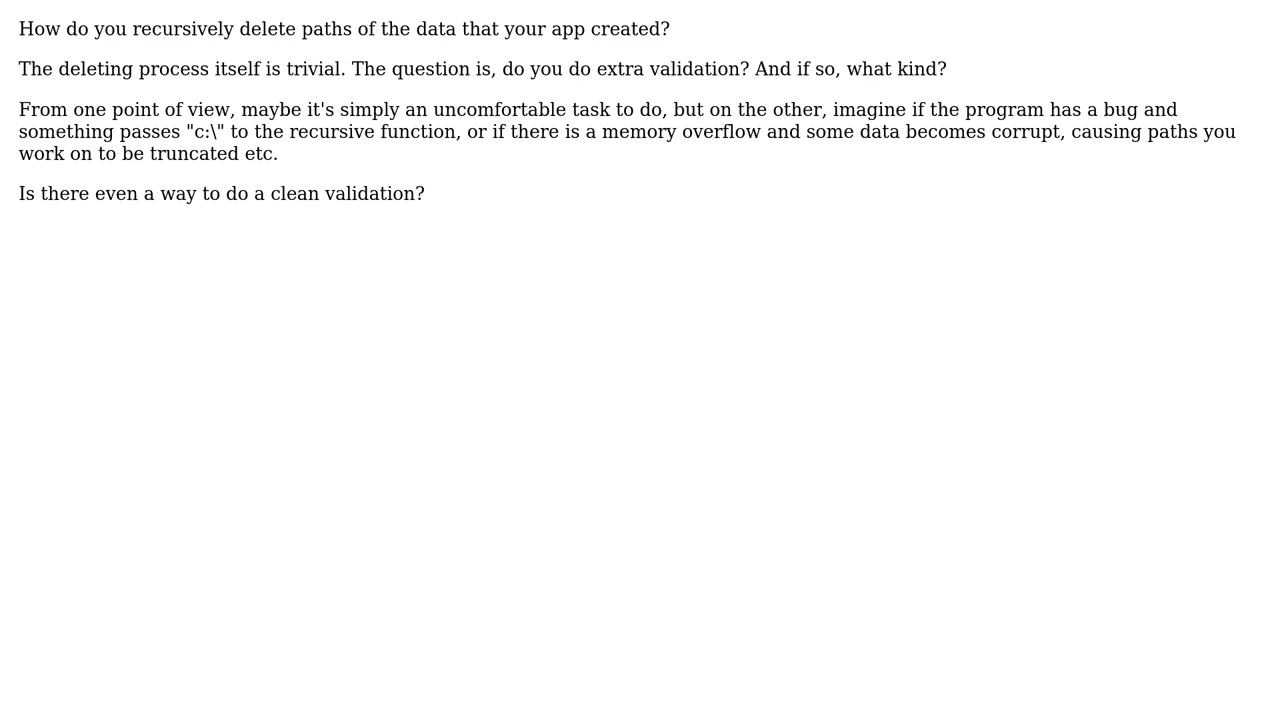 How do you recursively delete paths of the data that your app created?
The deleting process itself is trivial. The question is, do you do extra validation? And if so, what kind?
From one point of view, maybe it's simply an uncomfortable task to do, but on the other, imagine if the program has a bug and
something passes "c:\" to the recursive function, or if there is a memory overflow and some data becomes corrupt, causing paths you
work on to be truncated etc.
Is there even a way to do a clean validation?